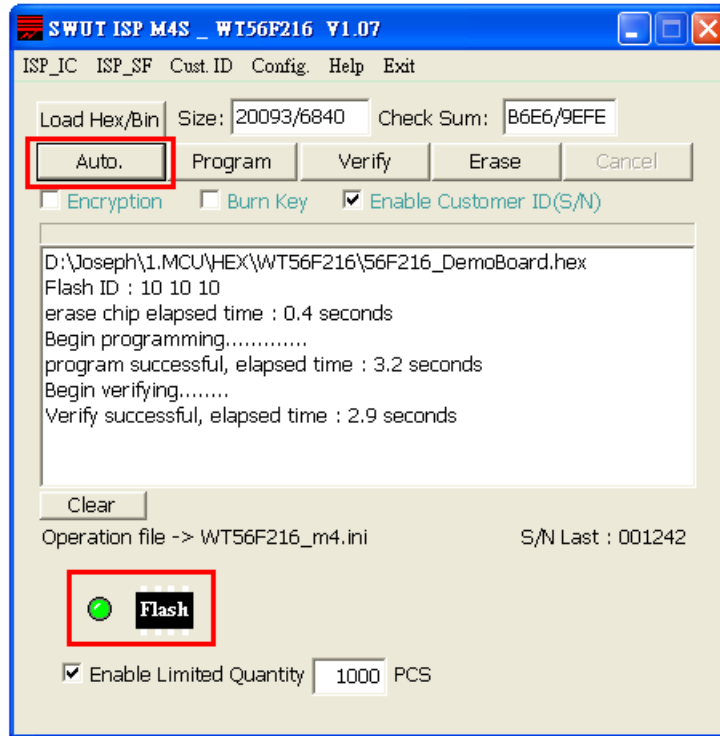 SWUT ISP M4S _ WT56F216 V1.07
ISP_IC ISP_SF Cust. ID Config. Help Exit
Load Hex/Bin Size: 20093/6840 Check Sum: B6E6/9EFE
Auto. Program Verify Erase Cancel
Encryption Burn Key Enable Customer ID(S/N)
D:\Joseph\1.MCU\HEX\WT56F216\56F216_DemoBoard.hex
Flash ID : 10 10 10
erase chip elapsed time : 0.4 seconds
Begin programming.............
program successful, elapsed time : 3.2 seconds
Begin verifying........
Verify successful, elapsed time : 2.9 seconds
Clear
Operation file -> WT56F216_m4.ini S/N Last : 001242
Flash
Enable Limited Quantity 1000 PCS